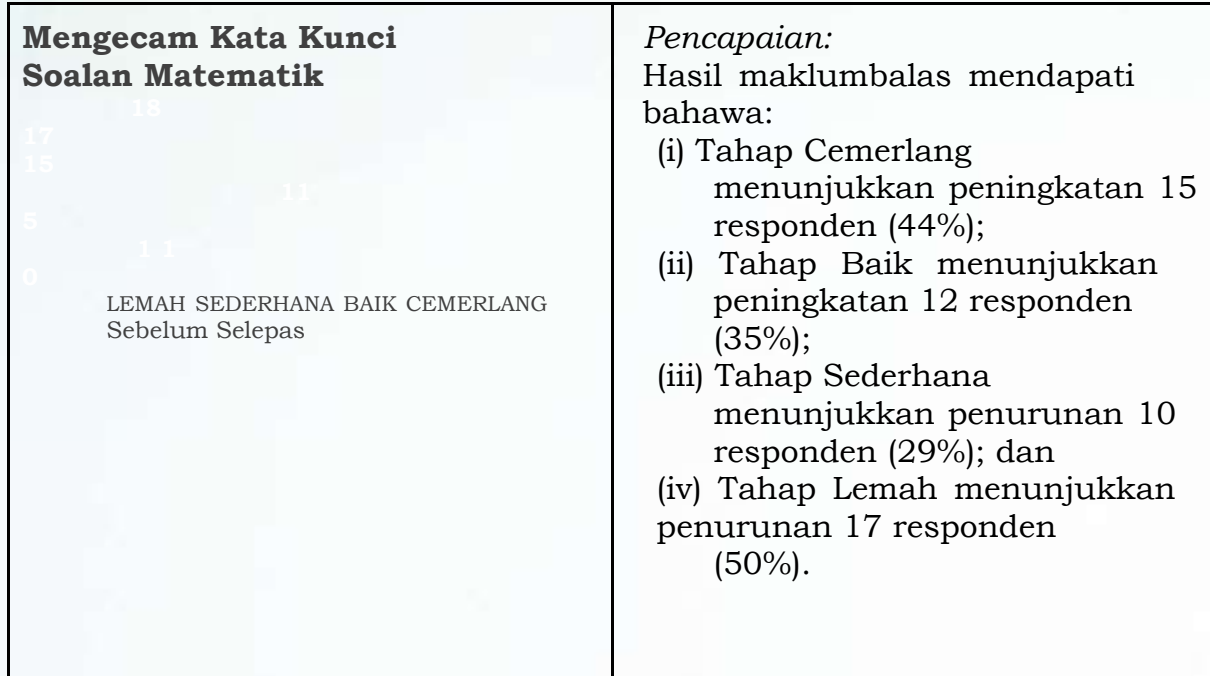 Mengecam Kata Kunci
Soalan Matematik
18
17
15
11
5
1 1
0
LEMAH SEDERHANA BAIK CEMERLANG
Sebelum Selepas
Pencapaian:
Hasil maklumbalas mendapati
bahawa:
(i) Tahap Cemerlang
menunjukkan peningkatan 15
responden (44%);
(ii) Tahap Baik menunjukkan
peningkatan 12 responden
(35%);
(iii) Tahap Sederhana
menunjukkan penurunan 10
responden (29%); dan
(iv) Tahap Lemah menunjukkan
penurunan 17 responden
(50%).